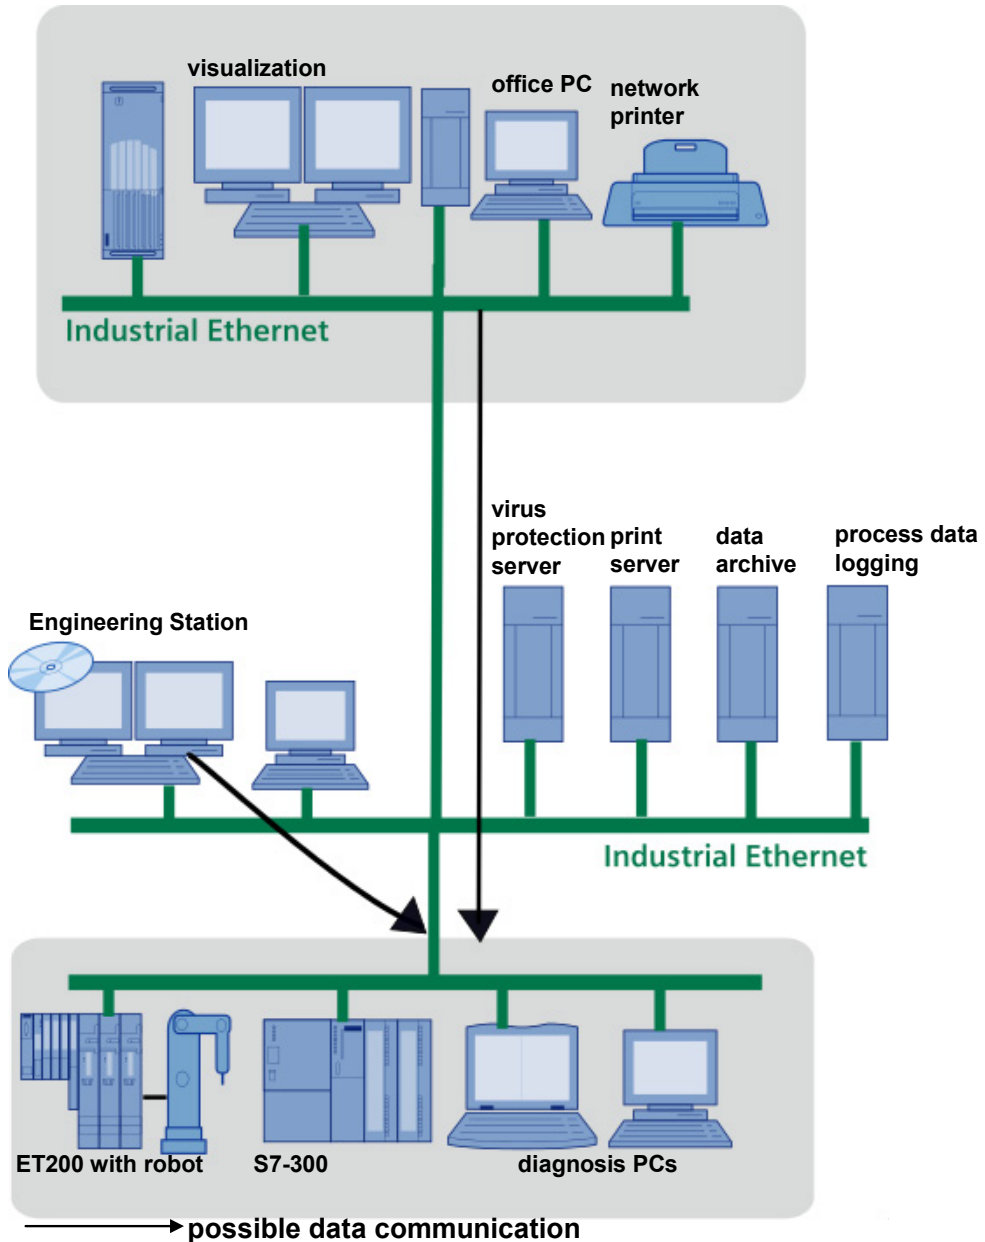 visualization
office PC
network
printer
Industrial Ethernet
virus
protection
server
print
server
data
archive
process data
logging
Engineering Station
Industrial Ethernet
ET200 with robot
S7-300
diagnosis PCs
possible data communication